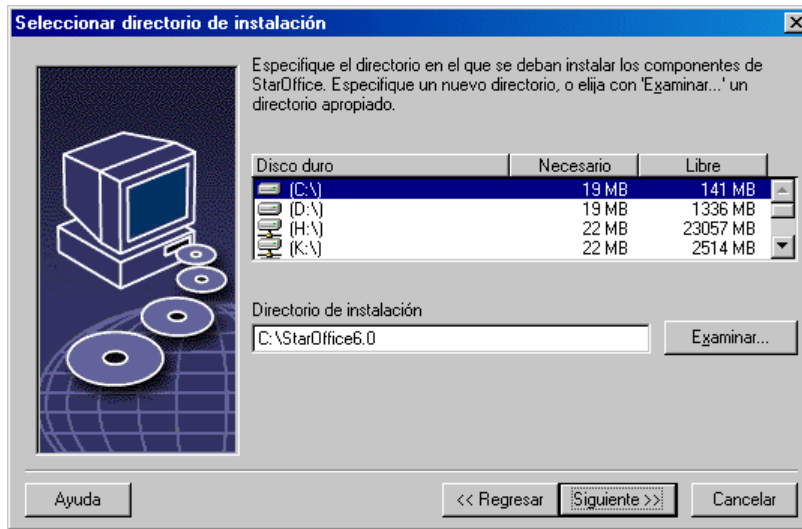 Seleccionar directorio de instalación
Especifique el directorio en el que se deban instalar los componentes de
StarOffice. Especifique un nuevo directorio, o elija con 'Examinar...' un
directorio apropiado.
Disco duro Necesario Libre
(C:\) 19 MB 141 MB
(D:\) 19 MB 1336 MB
(H:\) 22 MB 23057 MB
(K:\) 22 MB 2514 MB
Directorio de instalación
C:\StarOffice6.0 Examinar...
Ayuda << Regresar Siguiente >> Cancelar